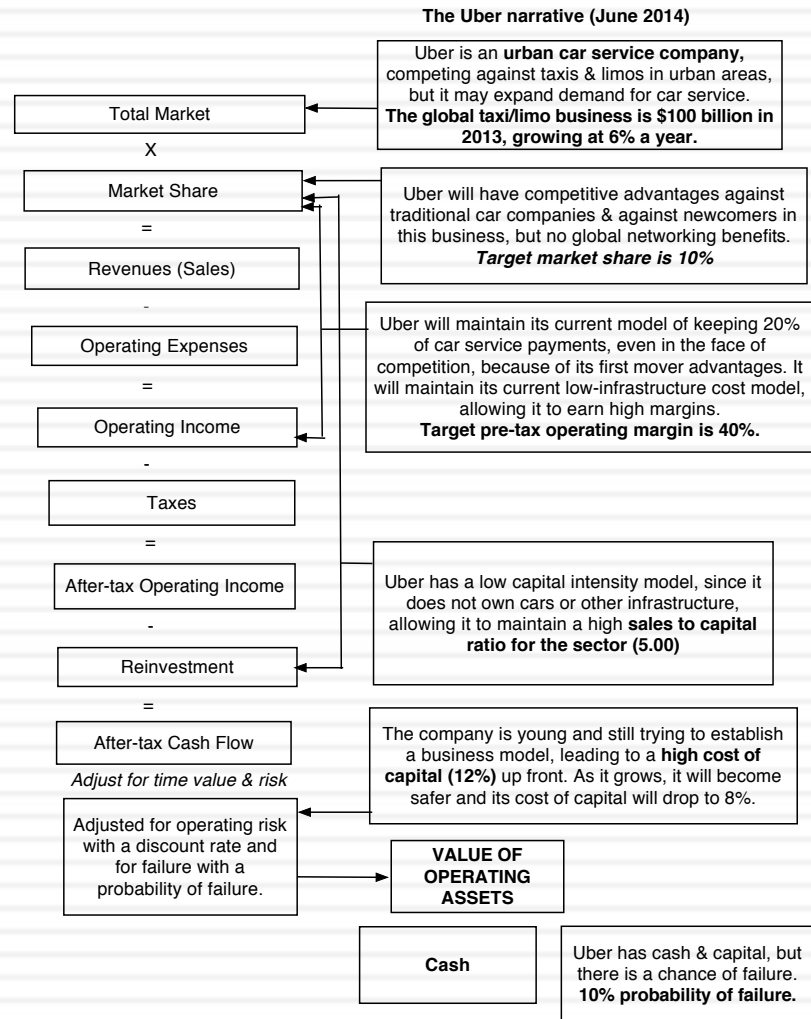 The Uber narrative (June 2014)
Uber is an urban car service company,
competing against taxis & limos in urban areas,
but it may expand demand for car service.
The global taxi/limo business is $100 billion in
2013, growing at 6% a year.
Total Market
X
Market Share
Uber will have competitive advantages against
traditional car companies & against newcomers in
this business, but no global networking benefits.
Target market share is 10%
=
Revenues (Sales)
-
Operating Expenses
Uber will maintain its current model of keeping 20%
of car service payments, even in the face of
competition, because of its first mover advantages. It
will maintain its current low-infrastructure cost model,
allowing it to earn high margins.
Target pre-tax operating margin is 40%.
=
Operating Income
-
Taxes
=
After-tax Operating Income
Uber has a low capital intensity model, since it
does not own cars or other infrastructure,
allowing it to maintain a high sales to capital
ratio for the sector (5.00)
-
Reinvestment
=
After-tax Cash Flow
The company is young and still trying to establish
a business model, leading to a high cost of
capital (12%) up front. As it grows, it will become
safer and its cost of capital will drop to 8%.
Adjust for time value & risk
Adjusted for operating risk
with a discount rate and
for failure with a
probability of failure.
VALUE OF
OPERATING
ASSETS
Cash
Uber has cash & capital, but
there is a chance of failure.
10% probability of failure.